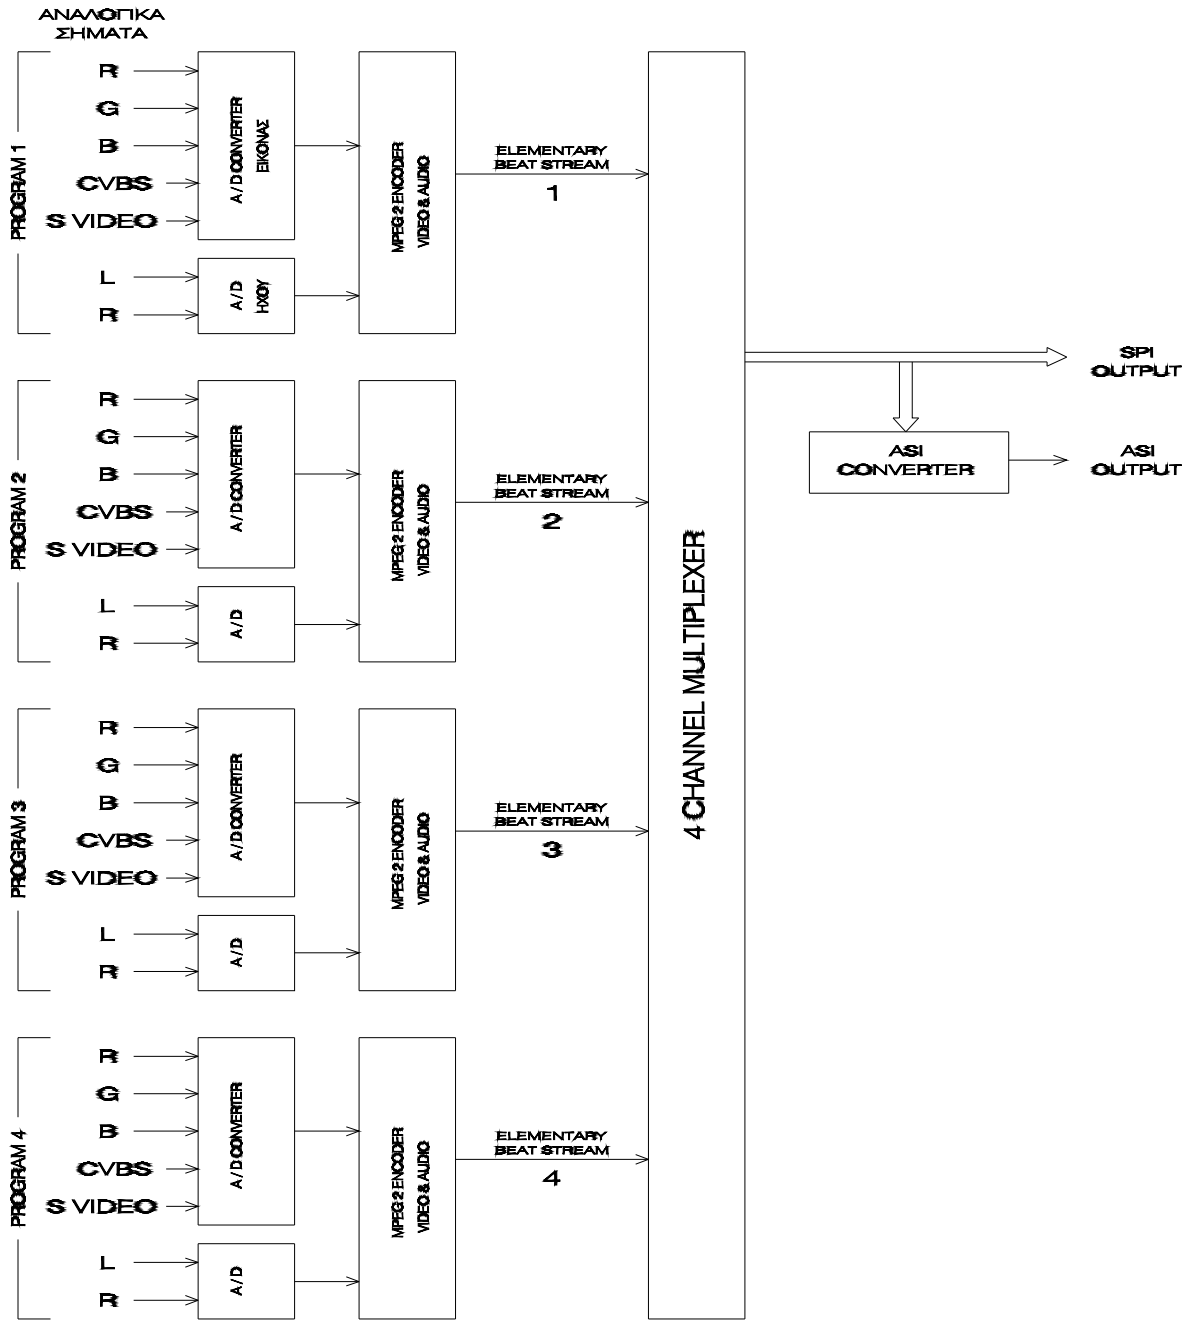 ΑΝΑΛΟΓΙΚΑ
ΣΗΜΑΤΑ
PROGRAM 1
R
G
B
CVBS
S VIDEO
L
R
A/D CONVERTER
ΕΙΚΟΝΑΣ
A/D
ΗΧΟΥ
MPEG 2 ENCODER
VIDEO & AUDIO
ELEMENTARY
BEAT STREAM
1
PROGRAM 2
R
G
B
CVBS
S VIDEO
L
R
A/D CONVERTER
A/D
MPEG 2 ENCODER
VIDEO & AUDIO
ELEMENTARY
BEAT STREAM
2
PROGRAM 3
R
G
B
CVBS
S VIDEO
L
R
A/D CONVERTER
A/D
MPEG 2 ENCODER
VIDEO & AUDIO
ELEMENTARY
BEAT STREAM
3
PROGRAM 4
R
G
B
CVBS
S VIDEO
L
R
A/D CONVERTER
A/D
MPEG 2 ENCODER
VIDEO & AUDIO
ELEMENTARY
BEAT STREAM
4
4 CHANNEL MULTIPLEXER
SPI
OUTPUT
ASI
CONVERTER
ASI
OUTPUT